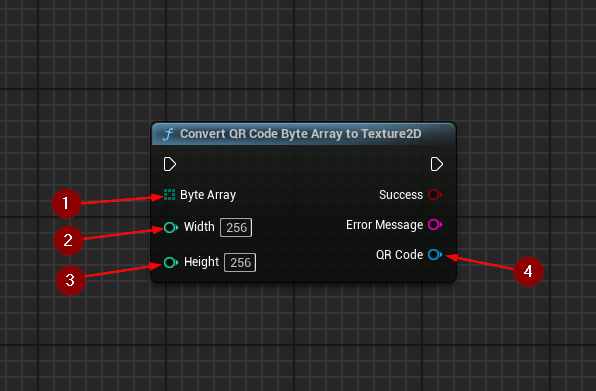 f Convert QR Code Byte Array to Texture2D
1 Byte Array Success
2 Width 256 Error Message
3 Height 256 QR Code 4